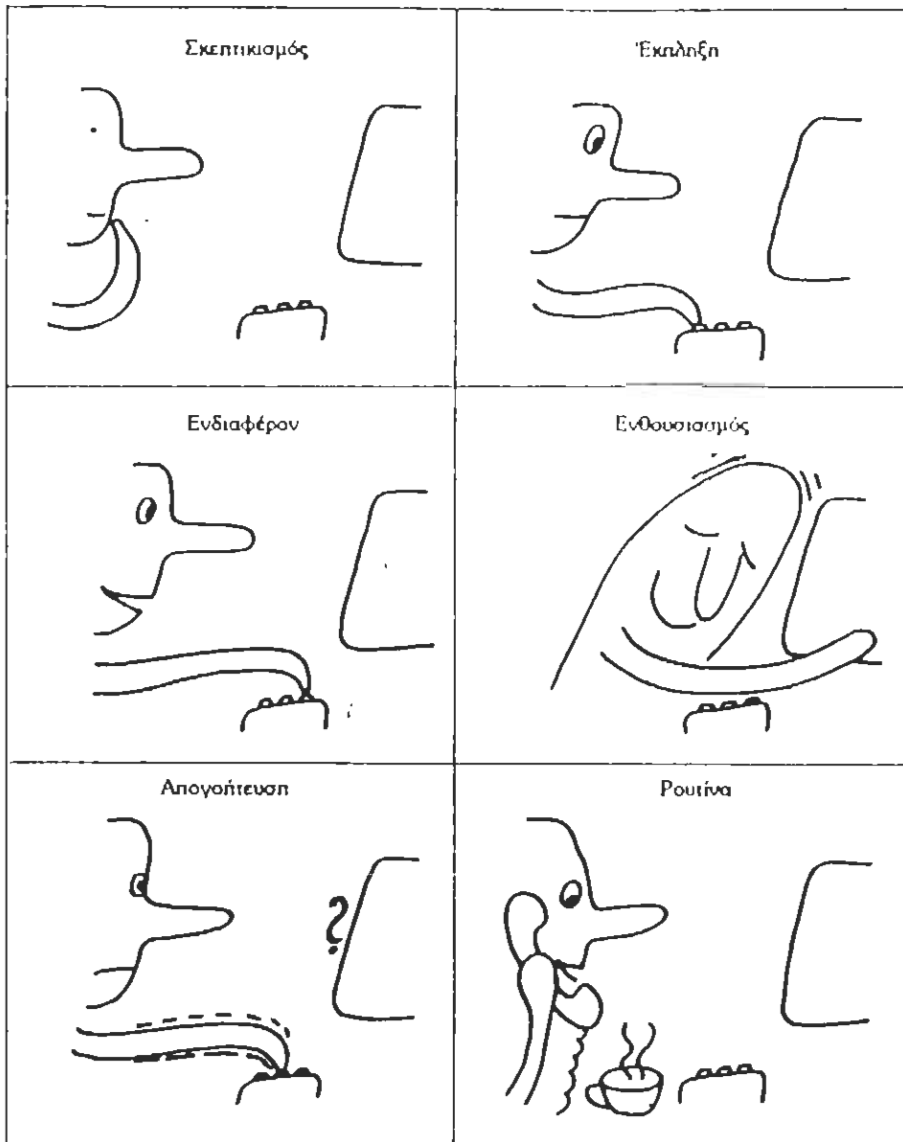 Σκεπτικισμός
Έκπληξη
Ενδιαφέρον
Ενθουσιασμός
Απογοήτευση
?
Ρουτίνα